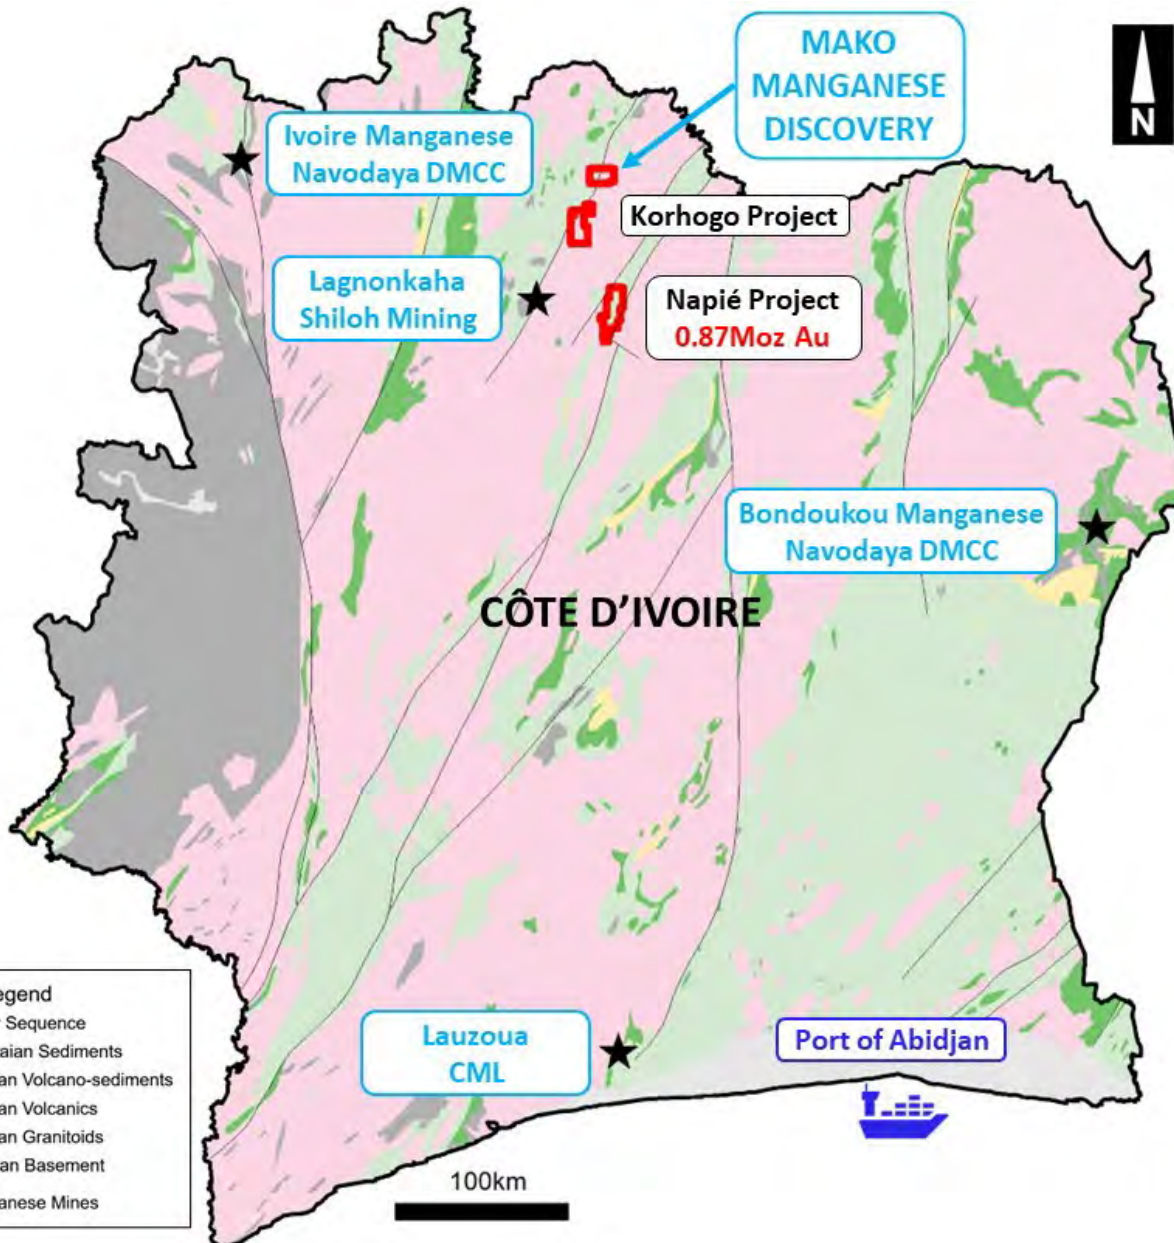 MAKO
MANGANESE
DISCOVERY
N
Ivoire Manganese
Navodaya DMCC
Korhogo Project
Lagnonkaha
Shiloh Mining
Napié Project
0.87Moz Au
Bondoukou Manganese
Navodaya DMCC
CÔTE D'IVOIRE
egend
Sequence
aian Sediments
an Volcano-sediments
an Volcanics
an Granitoids
an Basement
anese Mines
Lauzoua
CML
Port of Abidjan
100km